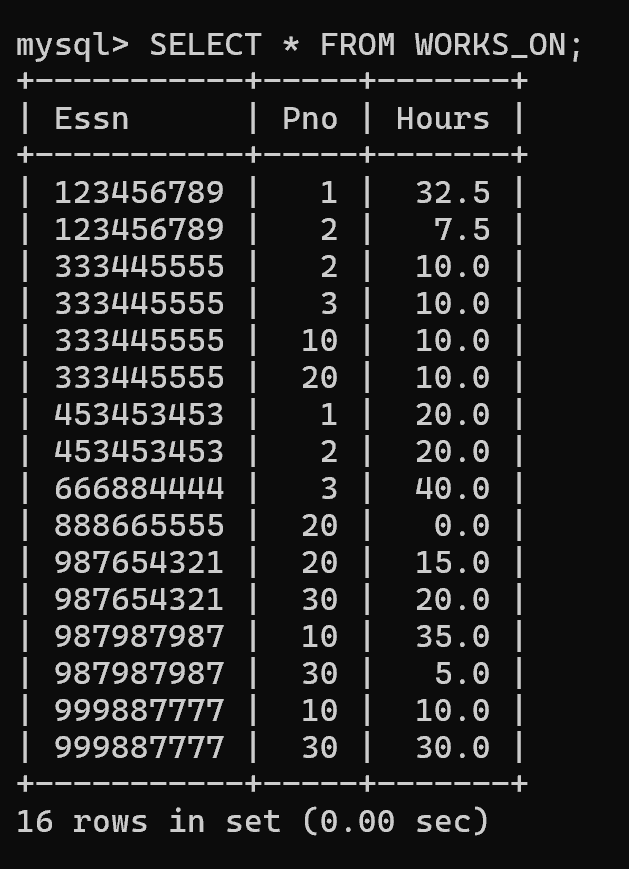 mysql> SELECT * FROM WORKS_ON;
+-----------+-----+-------+
| Essn      | Pno | Hours |
+-----------+-----+-------+
| 123456789 |   1 |  32.5 |
| 123456789 |   2 |   7.5 |
| 333445555 |   2 |  10.0 |
| 333445555 |   3 |  10.0 |
| 333445555 |  10 |  10.0 |
| 333445555 |  20 |  10.0 |
| 453453453 |   1 |  20.0 |
| 453453453 |   2 |  20.0 |
| 666884444 |   3 |  40.0 |
| 888665555 |  20 |   0.0 |
| 987654321 |  20 |  15.0 |
| 987654321 |  30 |  20.0 |
| 987987987 |  10 |  35.0 |
| 987987987 |  30 |   5.0 |
| 999887777 |  10 |  10.0 |
| 999887777 |  30 |  30.0 |
+-----------+-----+-------+
16 rows in set (0.00 sec)